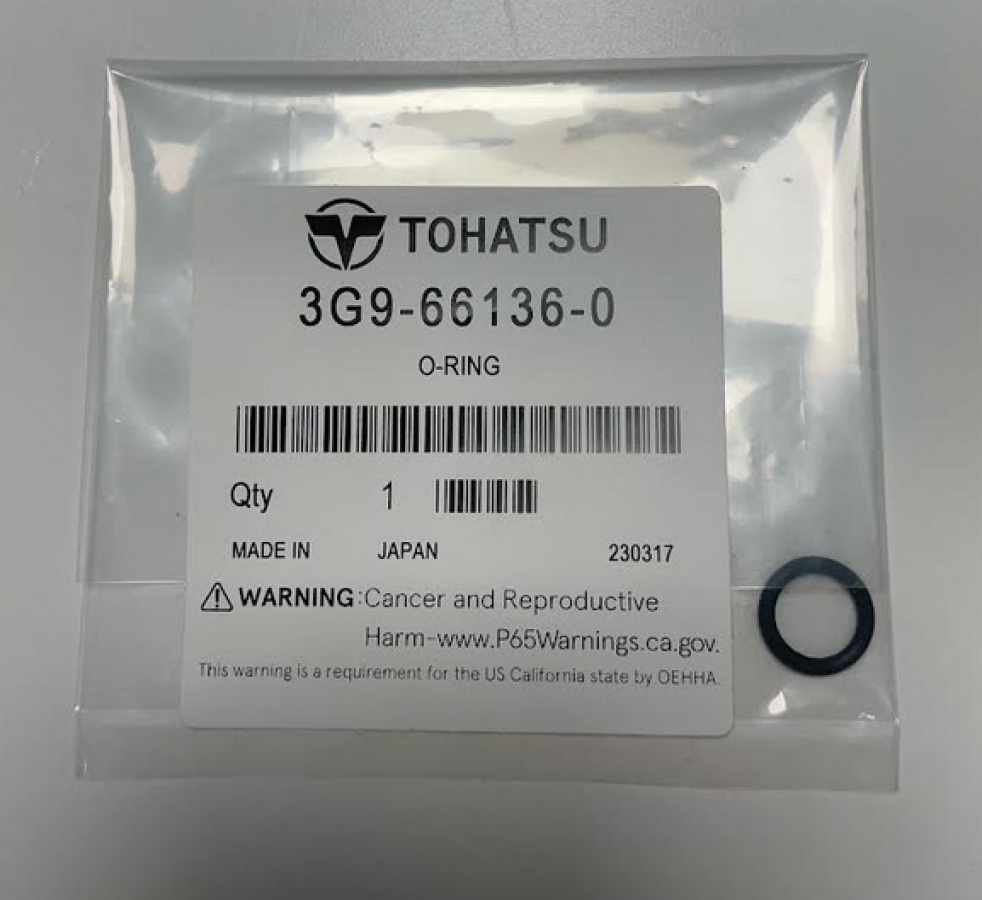 TOHATSU
3G9-66136-0
O-RING
Qty 1
MADE IN JAPAN 230317
WARNING:Cancer and Reproductive
Harm-www.P65Warnings.ca.gov.
This warning is a requirement for the US California state by OEHHA.